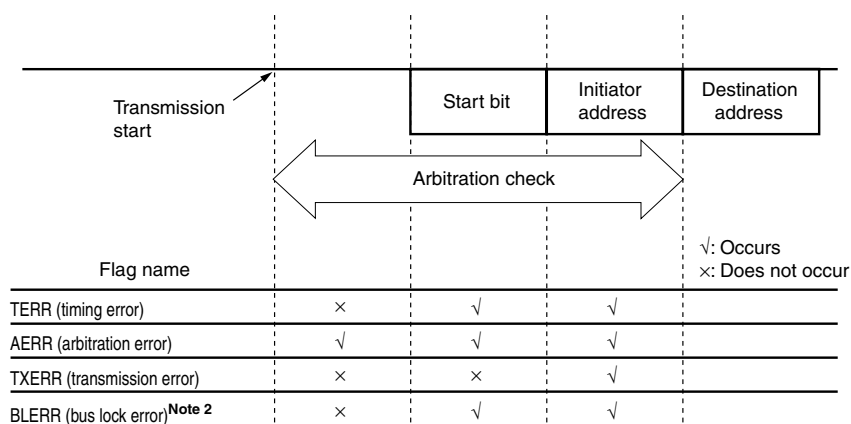 Transmission
start
Start bit
Initiator
address
Destination
address
Arbitration check
√: Occurs
×: Does not occur
Flag name
TERR (timing error) × √ √
AERR (arbitration error) √ √ √
TXERR (transmission error) × × √
BLERR (bus lock error)Note 2 × √ √